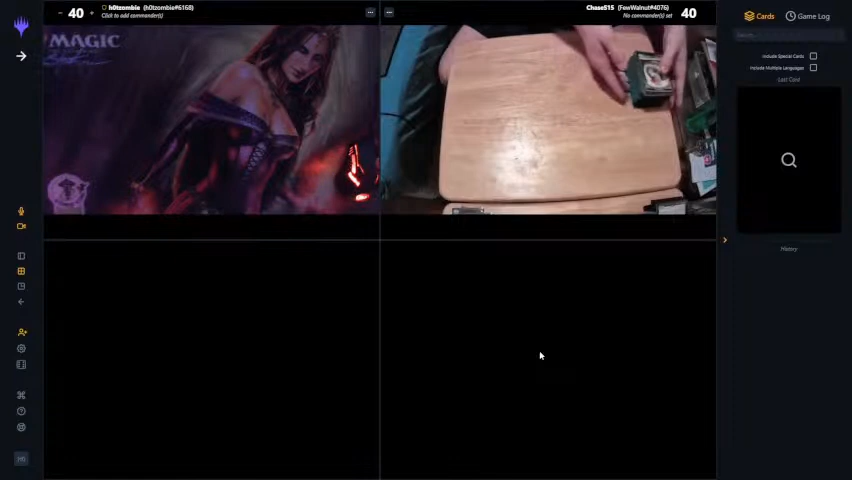 − 40 + h0tzombie (h0tzombie#6168)
Click to add commander(s)
Chase515 (FewWalnut#4076) 40
No commander(s) set
Cards Game Log
Search...
Include Special Cards
Include Multiple Languages
Last Card
History
MAGIC